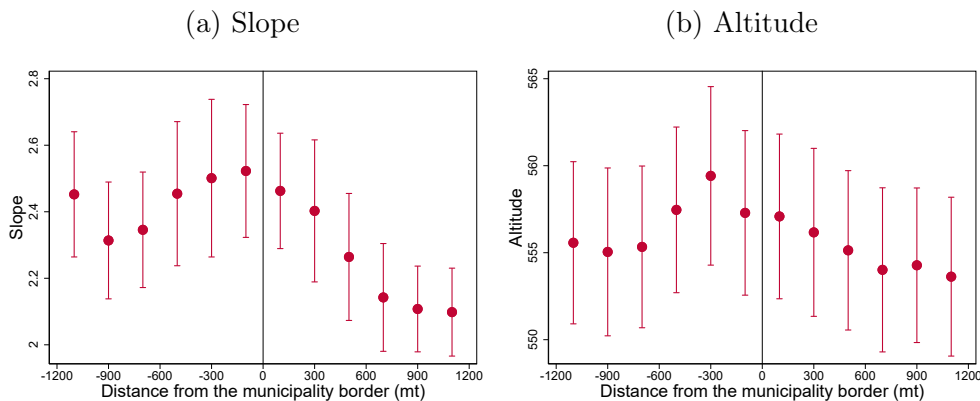 (a) Slope
2.8
2.6
2.4
2.2
2
Slope
-1200 -900 -600 -300 0 300 600 900 1200
Distance from the municipality border (mt)
(b) Altitude
565
560
555
550
Altitude
-1200 -900 -600 -300 0 300 600 900 1200
Distance from the municipality border (mt)